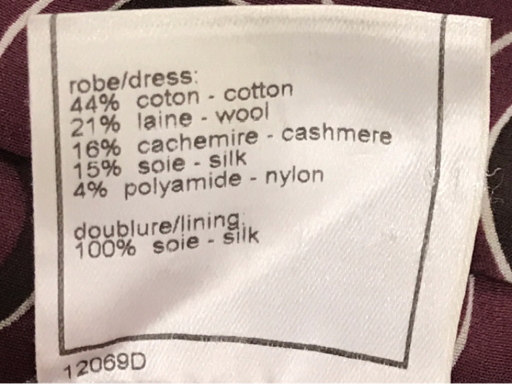 robe/dress:
44% coton - cotton
21% laine - wool
16% cachemire - cashmere
15% soie - silk
4% polyamide - nylon
doublure/lining:
100% soie - silk
12069D